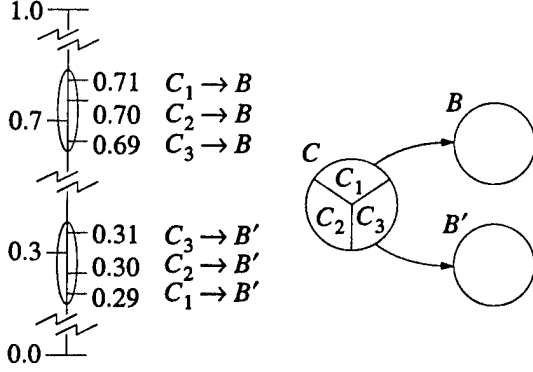 1.0
0.71 C₁ → B
0.7
0.70 C₂ → B
0.69 C₃ → B
0.31 C₃ → B'
0.3
0.30 C₂ → B'
0.29 C₁ → B'
0.0
B
C
C₁
C₂ C₃
B'